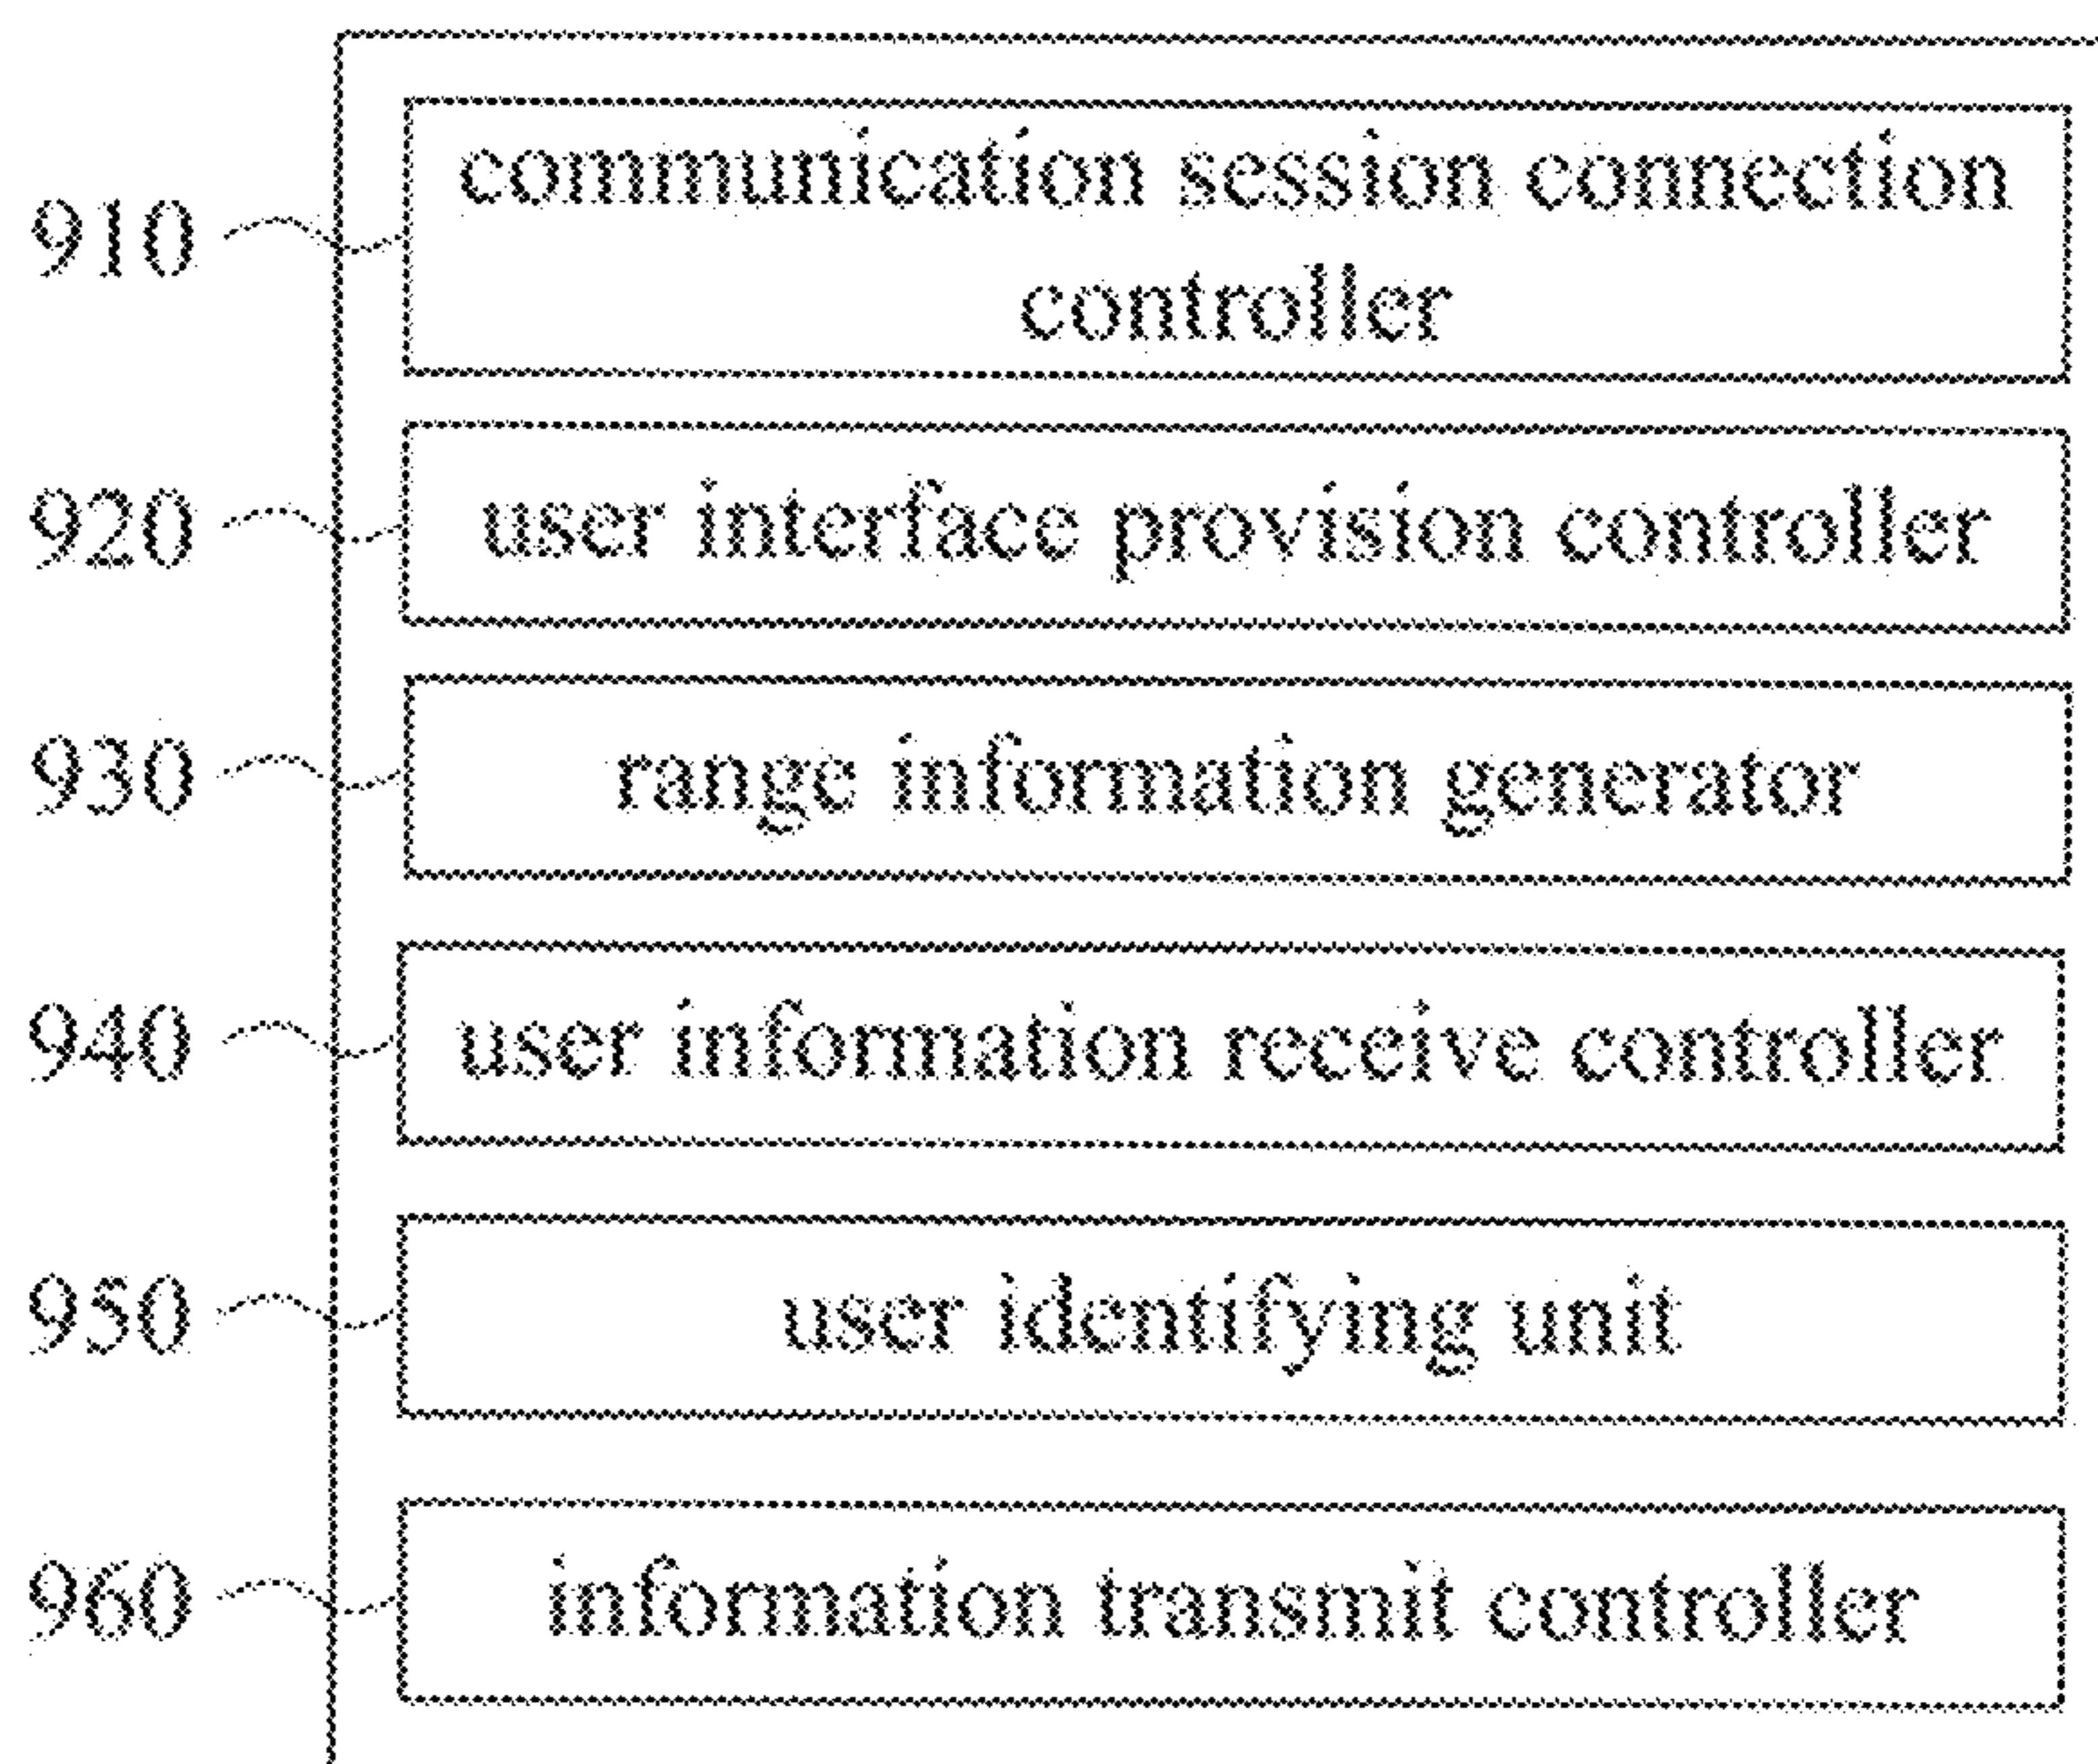 910 communication session connection
controller
920 user interface provision controller
930 range information generator
940 user information receive controller
950 user identifying unit
960 information transmit controller